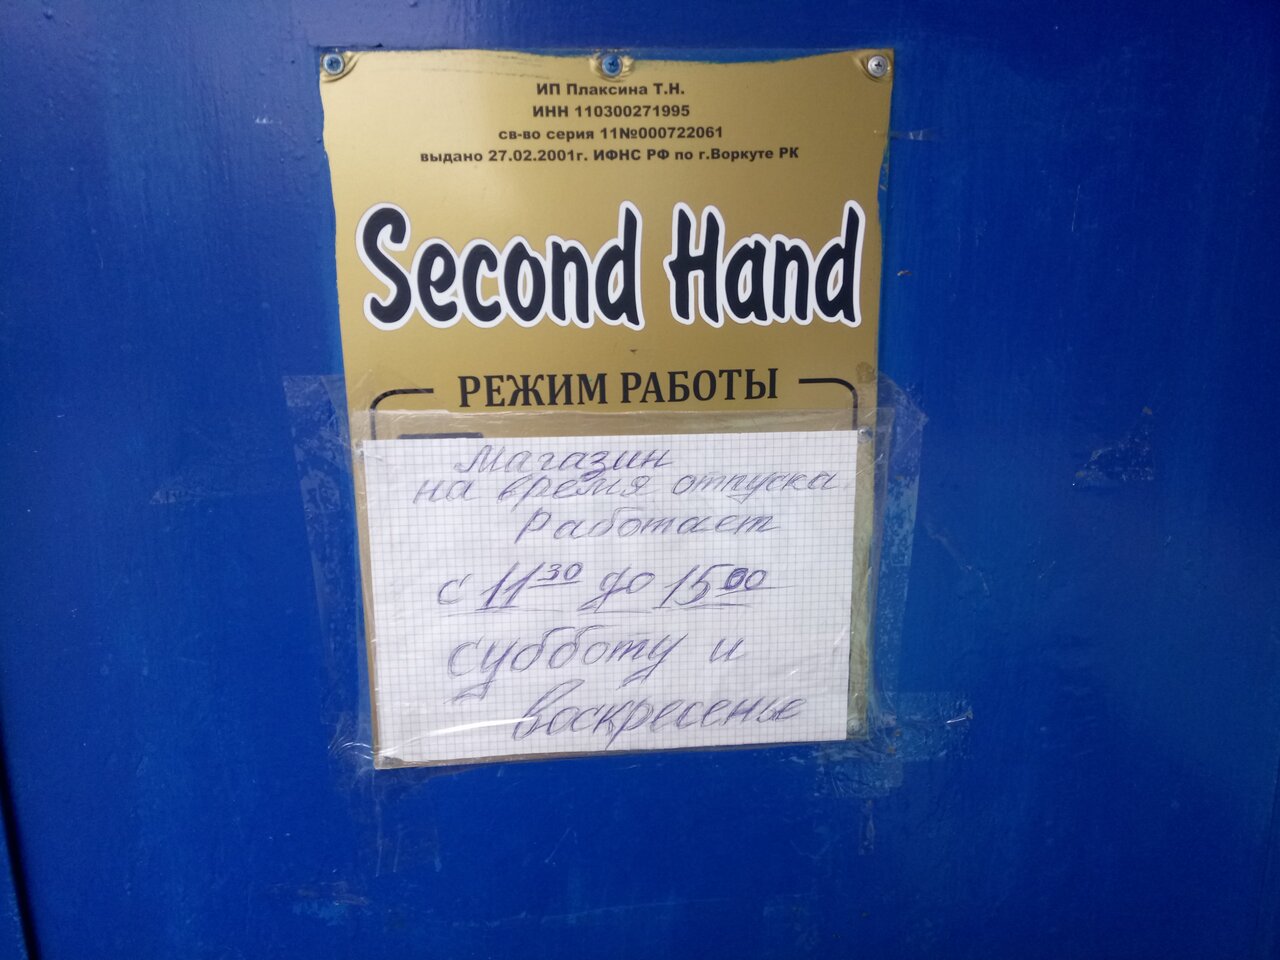 ИП Плаксина Т.Н.
ИНН 110300271995
св-во серия 11№000722061
выдано 27.02.2001г. ИФНС РФ по г.Воркуте РК
Second Hand
РЕЖИМ РАБОТЫ
Магазин
на время отпуска
Работает
с 11³⁰ до 15⁰⁰
субботу и
воскресенье